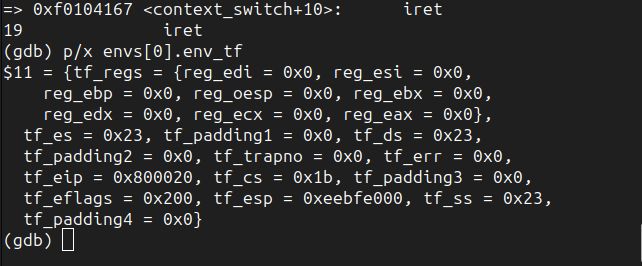 => 0xf0104167 <context_switch+10>:      iret
19              iret
(gdb) p/x envs[0].env_tf
$11 = {tf_regs = {reg_edi = 0x0, reg_esi = 0x0,
    reg_ebp = 0x0, reg_oesp = 0x0, reg_ebx = 0x0,
    reg_edx = 0x0, reg_ecx = 0x0, reg_eax = 0x0},
  tf_es = 0x23, tf_padding1 = 0x0, tf_ds = 0x23,
  tf_padding2 = 0x0, tf_trapno = 0x0, tf_err = 0x0,
  tf_eip = 0x800020, tf_cs = 0x1b, tf_padding3 = 0x0,
  tf_eflags = 0x200, tf_esp = 0xeebfe000, tf_ss = 0x23,
  tf_padding4 = 0x0}
(gdb)